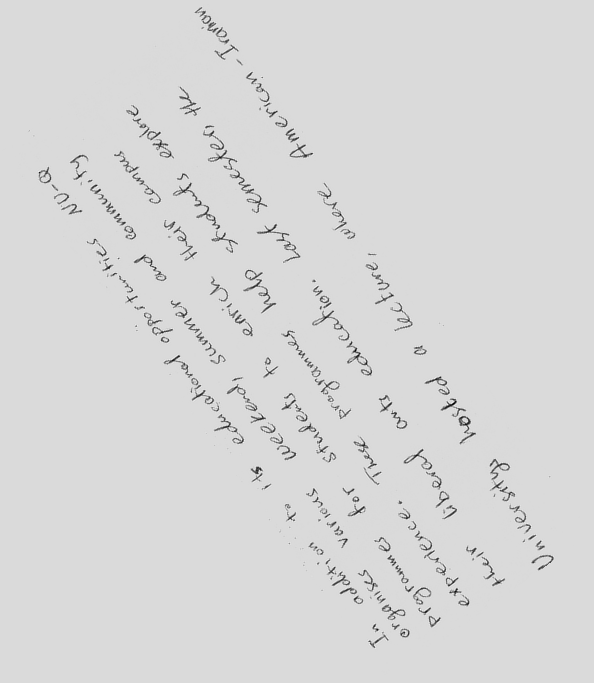 In addition to its educational opportunities NU-Q
organises various weekend, summer and community
programmes for students to enrich their campus
experience. These programmes help students explore
their liberal arts education. Last semester, the
University hosted a lecture, where American-Iranian